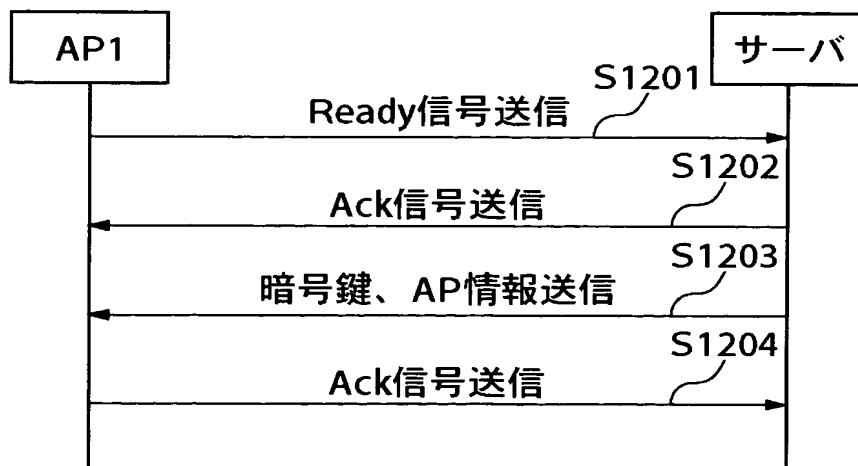 AP1
サーバ
S1201
Ready信号送信
S1202
Ack信号送信
S1203
暗号鍵、AP情報送信
S1204
Ack信号送信